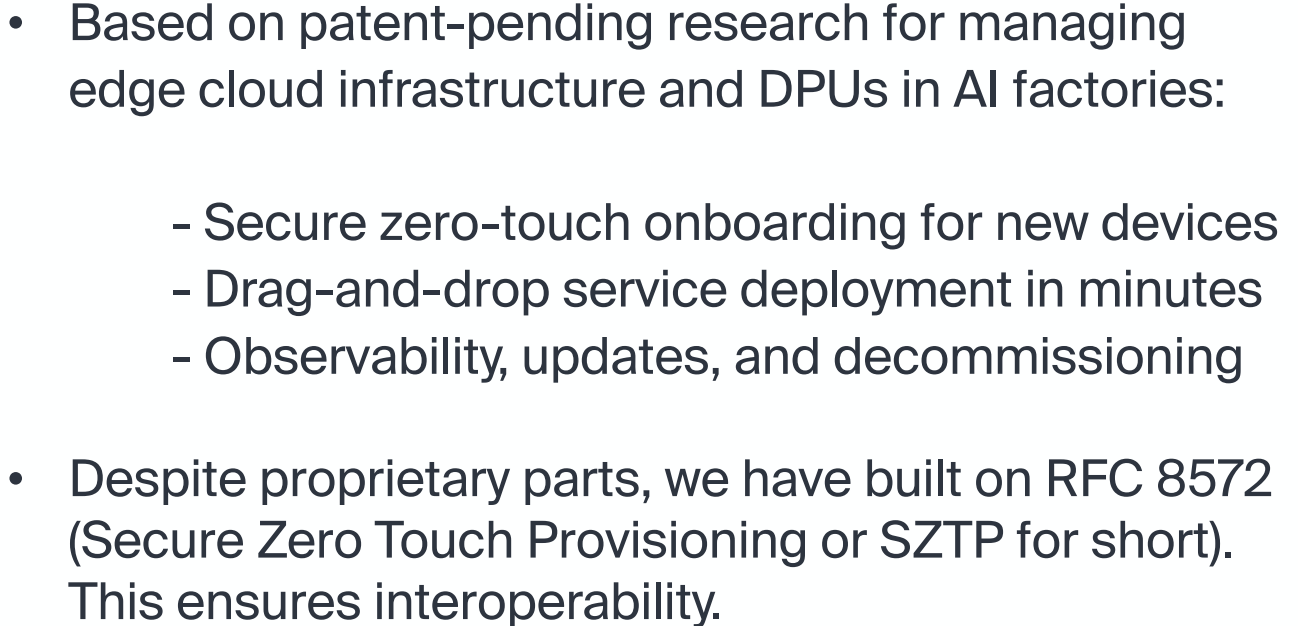 • Based on patent-pending research for managing
edge cloud infrastructure and DPUs in AI factories:
- Secure zero-touch onboarding for new devices
- Drag-and-drop service deployment in minutes
- Observability, updates, and decommissioning
• Despite proprietary parts, we have built on RFC 8572
(Secure Zero Touch Provisioning or SZTP for short).
This ensures interoperability.